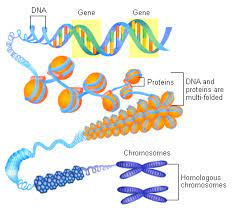 DNA
Gene
Gene
Proteins
DNA and
proteins are
multi-folded
Chromosomes
Homologous
chromosomes